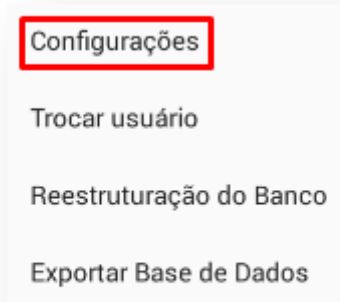 Configurações
Trocar usuário
Reestruturação do Banco
Exportar Base de Dados